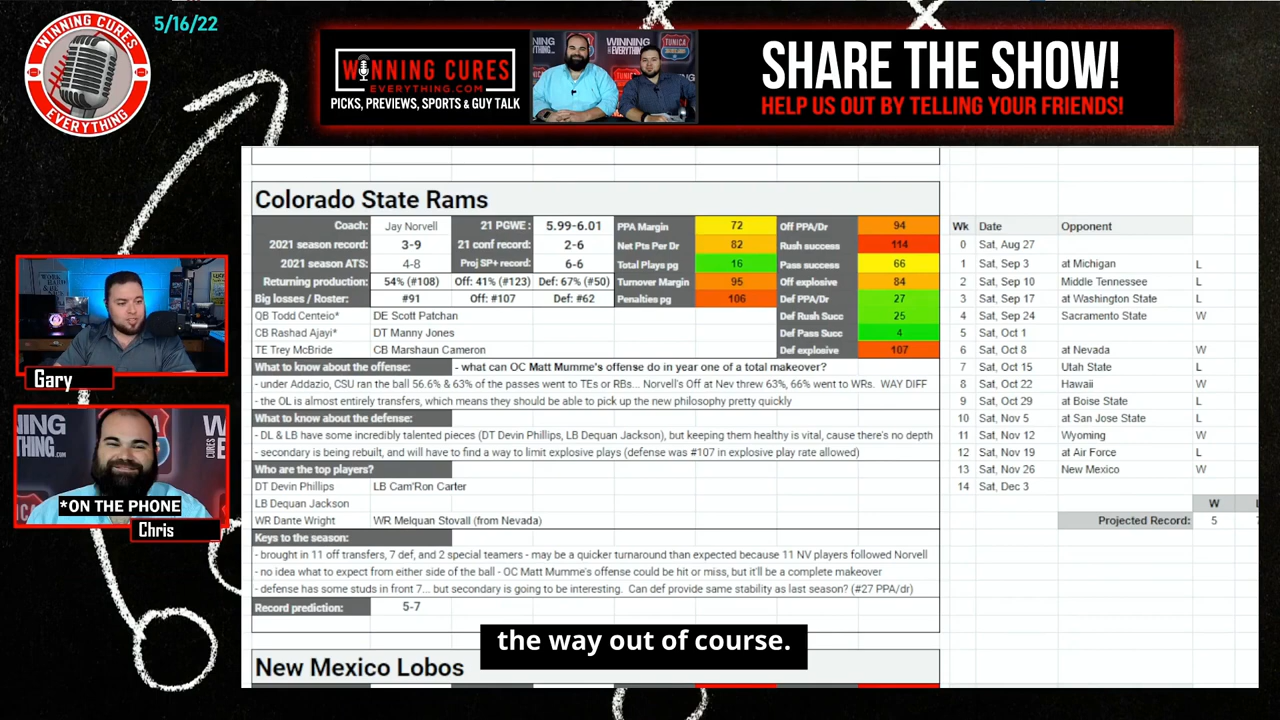 WINNING CURES
EVERYTHING
5/16/22
WINNING CURES
EVERYTHING.COM
PICKS, PREVIEWS, SPORTS & GUY TALK
TUNICA
SHARE THE SHOW!
HELP US OUT BY TELLING YOUR FRIENDS!
Gary
*ON THE PHONE
Chris
Colorado State Rams
Coach: Jay Norvell 21 PGWE : 5.99-6.01 PPA Margin 72 Off PPA/Dr 94
2021 season record: 3-9 21 conf record: 2-6 Net Pts Per Dr 82 Rush success 114
2021 season ATS: 4-8 Proj SP+ record: 6-6 Total Plays pg 16 Pass success 66
Returning production: 54% (#108) Off: 41% (#123) Def: 67% (#50) Turnover Margin 95 Off explosive 84
Big losses / Roster: #91 Off: #107 Def: #62 Penalties pg 106 Def PPA/Dr 27
QB Todd Centeio* DE Scott Patchan Def Rush Succ 25
CB Rashad Ajayi* DT Manny Jones Def Pass Succ 4
TE Trey McBride CB Marshaun Cameron Def explosive 107
What to know about the offense: - what can OC Matt Mumme's offense do in year one of a total makeover?
- under Addazio, CSU ran the ball 56.6% & 63% of the passes went to TEs or RBs... Norvell's Off at Nev threw 63%, 66% went to WRs. WAY DIFF
- the OL is almost entirely transfers, which means they should be able to pick up the new philosophy pretty quickly
What to know about the defense:
- DL & LB have some incredibly talented pieces (DT Devin Phillips, LB Dequan Jackson), but keeping them healthy is vital, cause there's no depth
- secondary is being rebuilt, and will have to find a way to limit explosive plays (defense was #107 in explosive play rate allowed)
Who are the top players?
DT Devin Phillips LB Cam'Ron Carter
LB Dequan Jackson
WR Dante Wright WR Melquan Stovall (from Nevada)
Keys to the season:
- brought in 11 off transfers, 7 def, and 2 special teamers - may be a quicker turnaround than expected because 11 NV players followed Norvell
- no idea what to expect from either side of the ball - OC Matt Mumme's offense could be hit or miss, but it'll be a complete makeover
- defense has some studs in front 7... but secondary is going to be interesting. Can def provide same stability as last season? (#27 PPA/dr)
Record prediction: 5-7
New Mexico Lobos
Wk Date Opponent
0 Sat, Aug 27
1 Sat, Sep 3 at Michigan L
2 Sat, Sep 10 Middle Tennessee L
3 Sat, Sep 17 at Washington State L
4 Sat, Sep 24 Sacramento State W
5 Sat, Oct 1
6 Sat, Oct 8 at Nevada W
7 Sat, Oct 15 Utah State L
8 Sat, Oct 22 Hawaii W
9 Sat, Oct 29 at Boise State L
10 Sat, Nov 5 at San Jose State L
11 Sat, Nov 12 Wyoming W
12 Sat, Nov 19 at Air Force L
13 Sat, Nov 26 New Mexico W
14 Sat, Dec 3
W
Projected Record: 5
the way out of course.